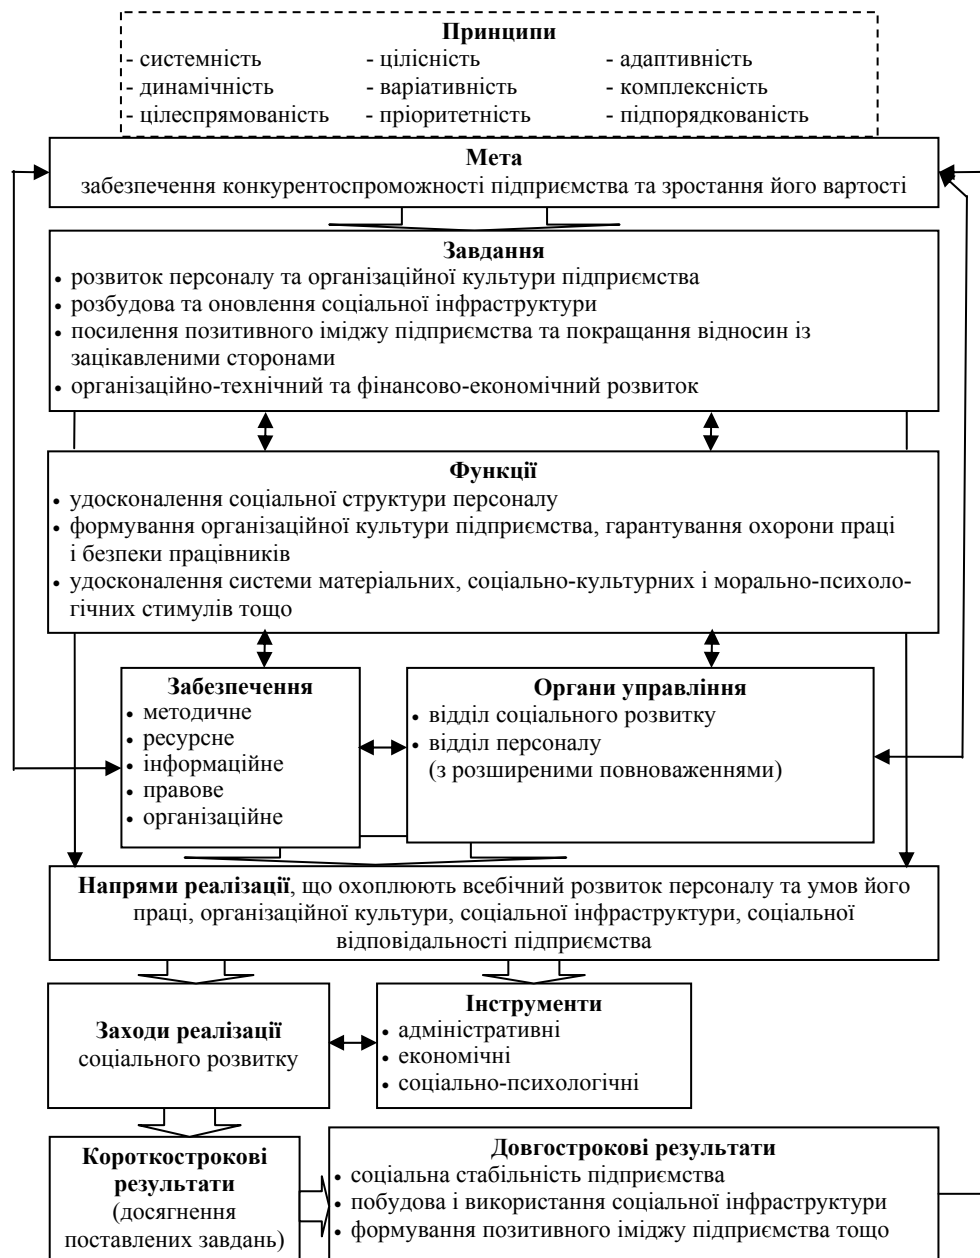 Принципи
- системність - цілісність - адаптивність
- динамічність - варіативність - комплексність
- цілеспрямованість - пріоритетність - підпорядкованість
Мета
забезпечення конкурентоспроможності підприємства та зростання його вартості
Завдання
• розвиток персоналу та організаційної культури підприємства
• розбудова та оновлення соціальної інфраструктури
• посилення позитивного іміджу підприємства та покращання відносин із
зацікавленими сторонами
• організаційно-технічний та фінансово-економічний розвиток
Функції
• удосконалення соціальної структури персоналу
• формування організаційної культури підприємства, гарантування охорони праці
і безпеки працівників
• удосконалення системи матеріальних, соціально-культурних і морально-психоло-
гічних стимулів тощо
Забезпечення
• методичне
• ресурсне
• інформаційне
• правове
• організаційне
Органи управління
• відділ соціального розвитку
• відділ персоналу
(з розширеними повноваженнями)
Напрями реалізації, що охоплюють всебічний розвиток персоналу та умов його
праці, організаційної культури, соціальної інфраструктури, соціальної
відповідальності підприємства
Заходи реалізації
соціального розвитку
Інструменти
• адміністративні
• економічні
• соціально-психологічні
Короткострокові
результати
(досягнення
поставлених завдань)
Довгострокові результати
• соціальна стабільність підприємства
• побудова і використання соціальної інфраструктури
• формування позитивного іміджу підприємства тощо